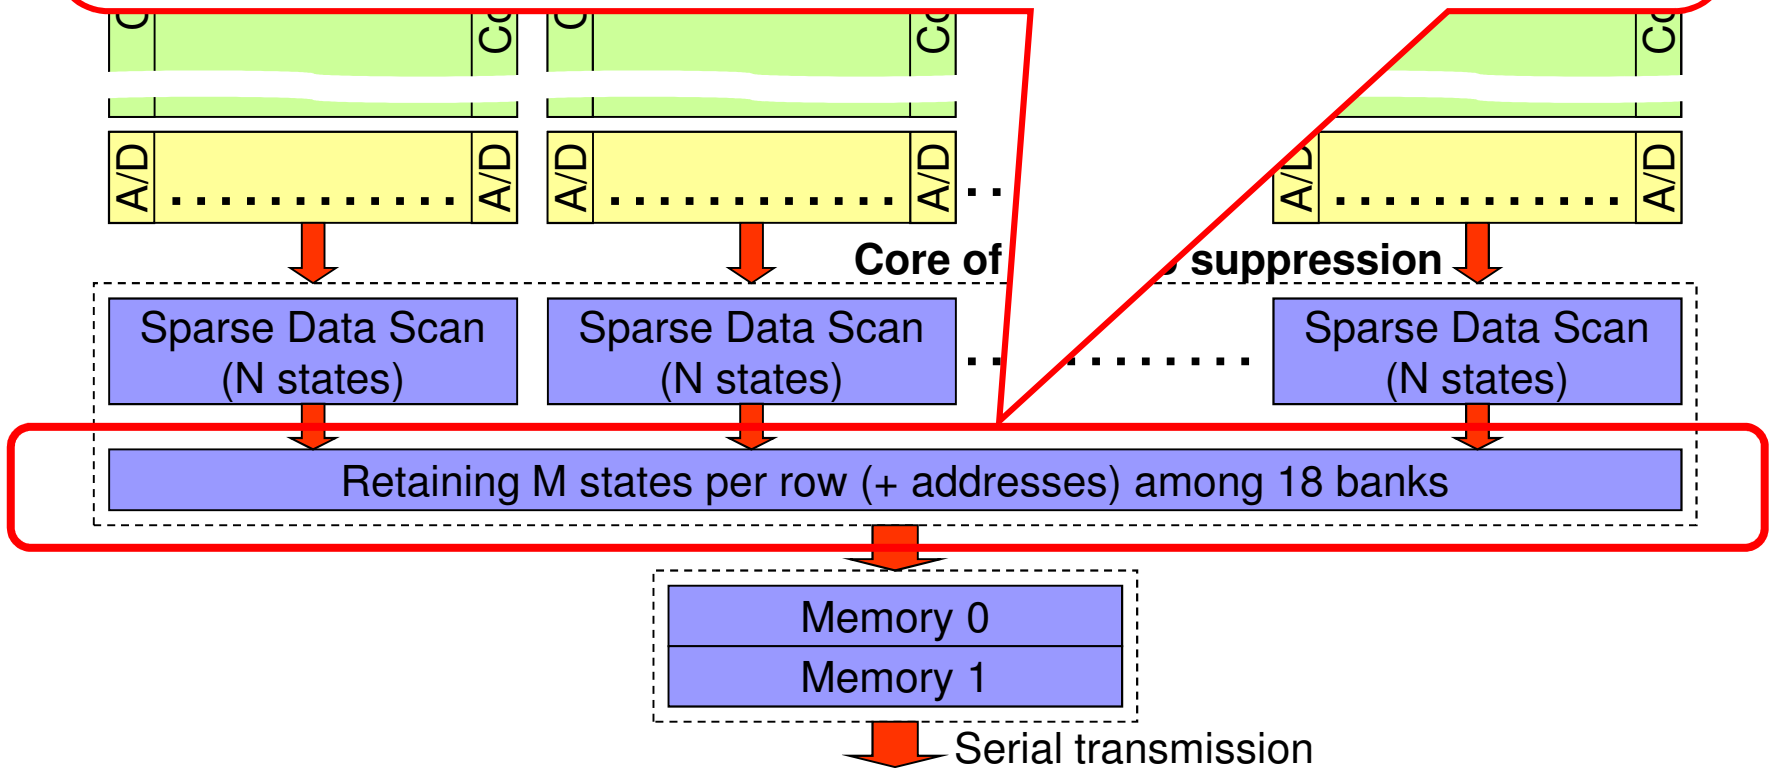 A/D A/D A/D A/D A/D A/D
Core of suppression
Sparse Data Scan Sparse Data Scan Sparse Data Scan
(N states) (N states) (N states)
Retaining M states per row (+ addresses) among 18 banks
Memory 0
Memory 1
Serial transmission